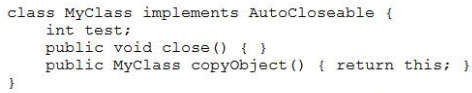 class MyClass implements AutoCloseable {
    int test;
    public void close() { }
    public MyClass copyObject() { return this; }
}